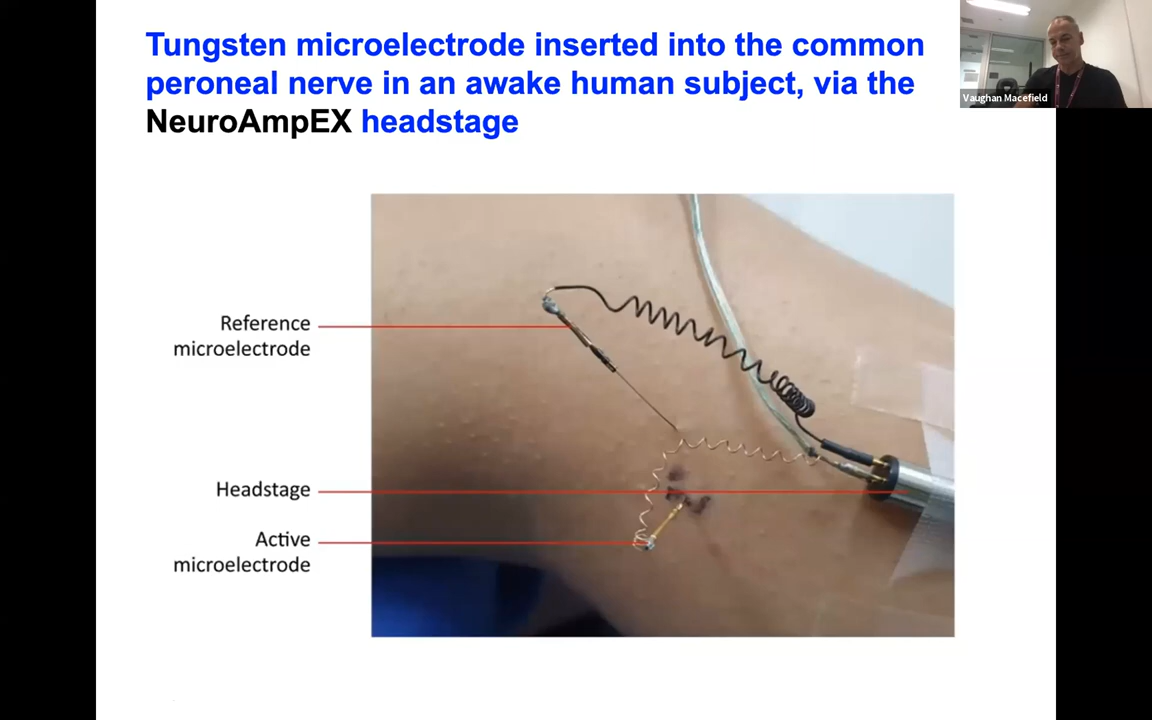 Tungsten microelectrode inserted into the common
peroneal nerve in an awake human subject, via the
NeuroAmpEX headstage
Vaughan Macefield
Reference
microelectrode
Headstage
Active
microelectrode